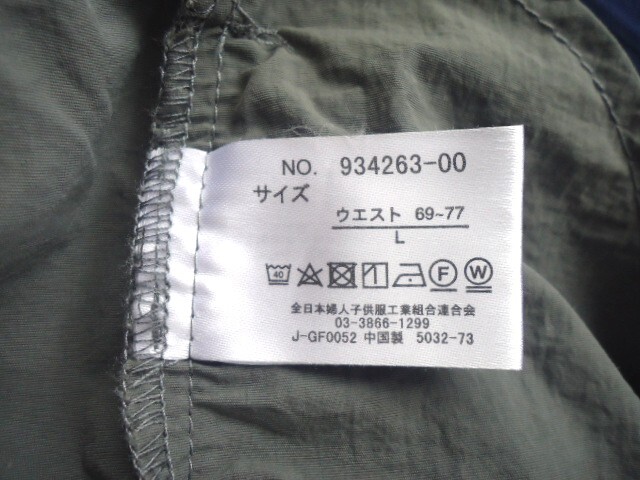 NO. 934263-00
サイズ
ウエスト 69~77
L
40 F W
全日本婦人子供服工業組合連合会
03-3866-1299
J-GF0052 中国製 5032-73